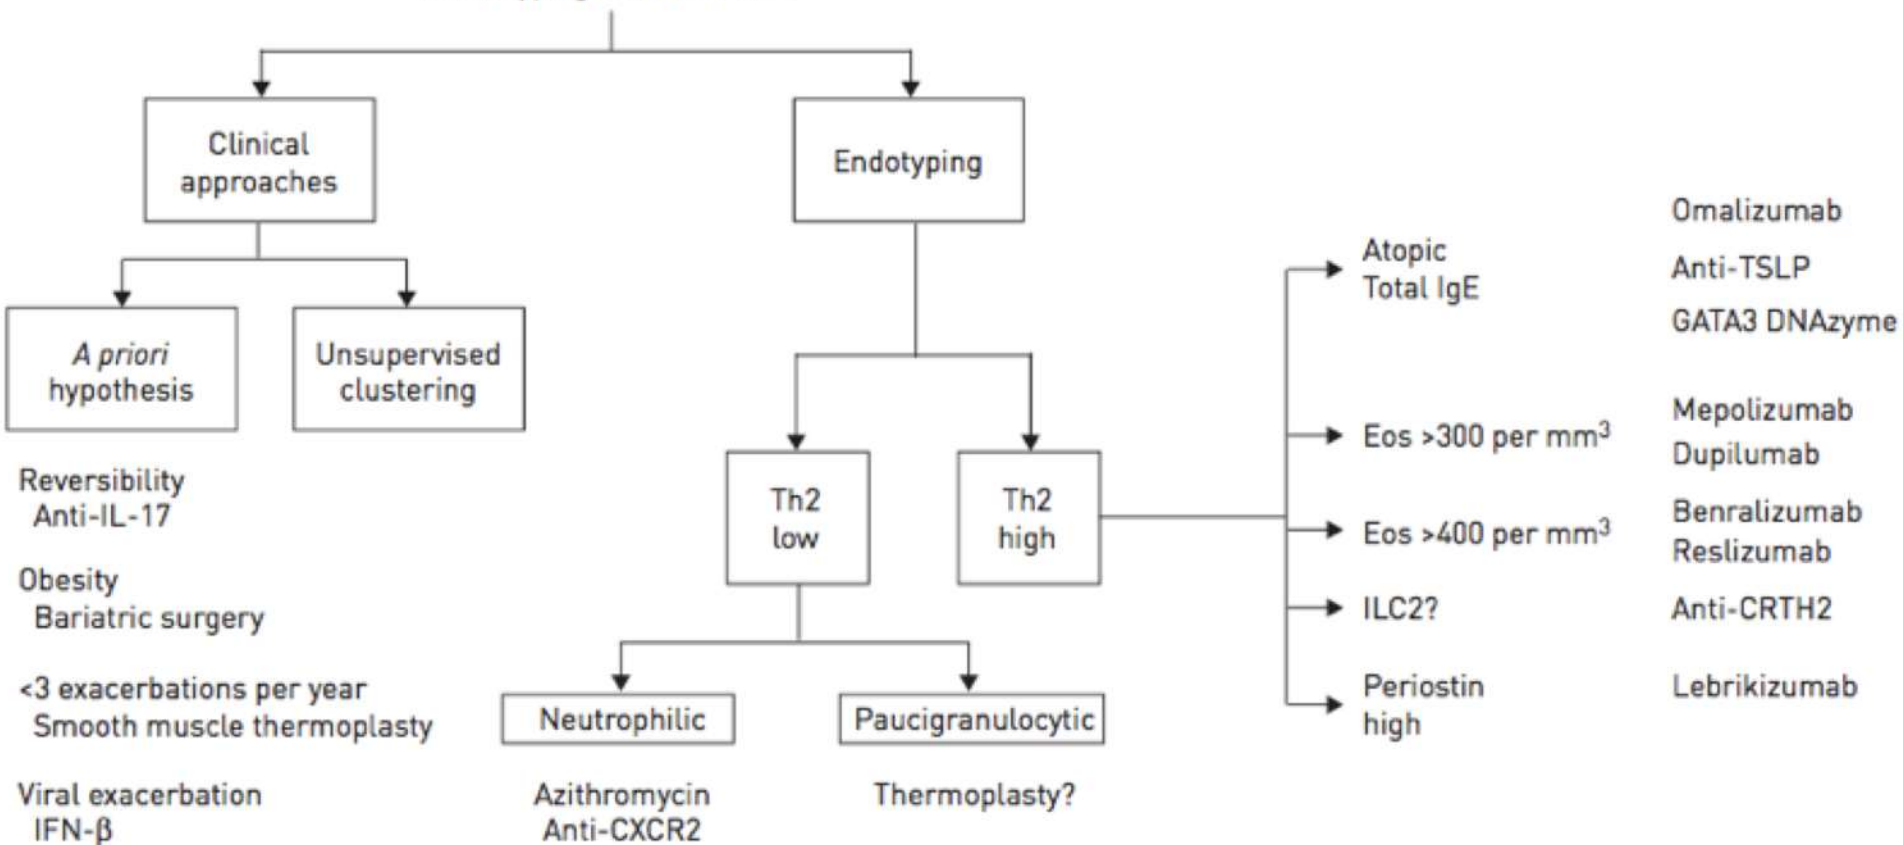 Clinical
approaches
Endotyping
A priori
hypothesis
Unsupervised
clustering
Reversibility
Anti-IL-17
Obesity
Bariatric surgery
<3 exacerbations per year
Smooth muscle thermoplasty
Viral exacerbation
IFN-β
Th2
low
Th2
high
Neutrophilic
Azithromycin
Anti-CXCR2
Paucigranulocytic
Thermoplasty?
Atopic
Total IgE
Omalizumab
Anti-TSLP
GATA3 DNAzyme
Eos >300 per mm³
Mepolizumab
Dupilumab
Eos >400 per mm³
Benralizumab
Reslizumab
ILC2?
Anti-CRTH2
Periostin
high
Lebrikizumab